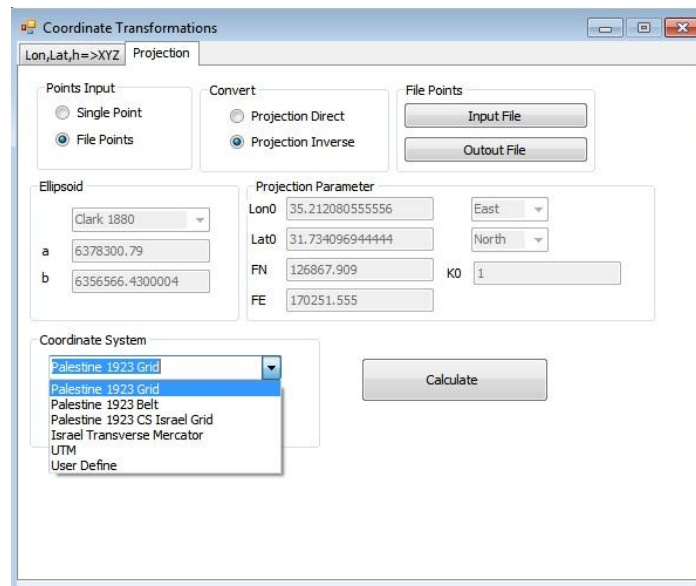 Coordinate Transformations
Lon,Lat,h=>XYZ Projection
Points Input
Single Point
File Points
Convert
Projection Direct
Projection Inverse
File Points
Input File
Outout File
Ellipsoid
Clark 1880
a 6378300.79
b 6356566.4300004
Projection Parameter
Lon0 35.212080555556 East
Lat0 31.734096944444 North
FN 126867.909 K0 1
FE 170251.555
Coordinate System
Palestine 1923 Grid
Palestine 1923 Grid
Palestine 1923 Belt
Palestine 1923 CS Israel Grid
Israel Transverse Mercator
UTM
User Define
Calculate